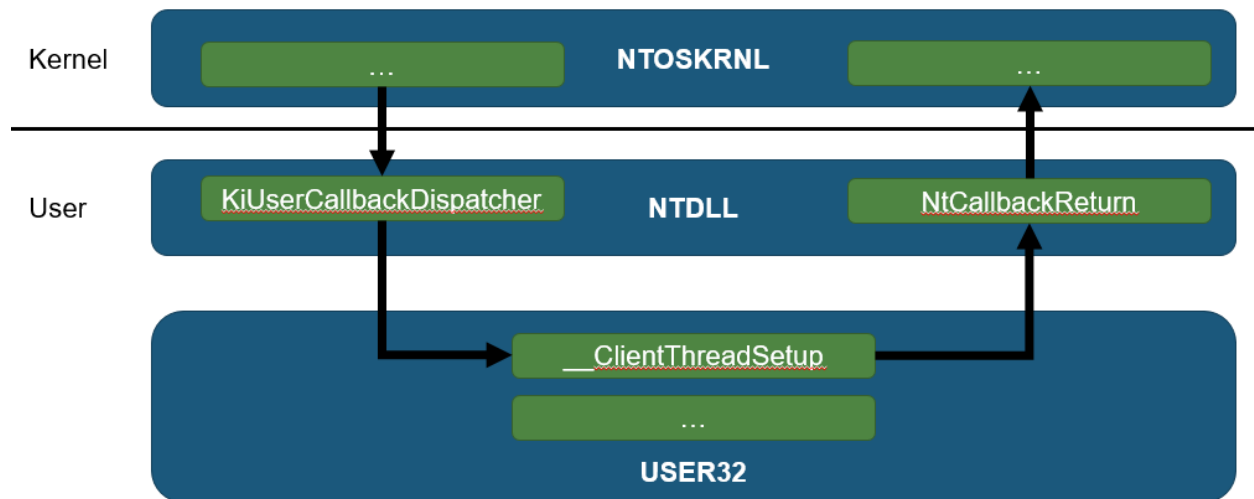 Kernel
NTOSKRNL
...
...
User
KiUserCallbackDispatcher
NTDLL
NtCallbackReturn
__ClientThreadSetup
...
USER32